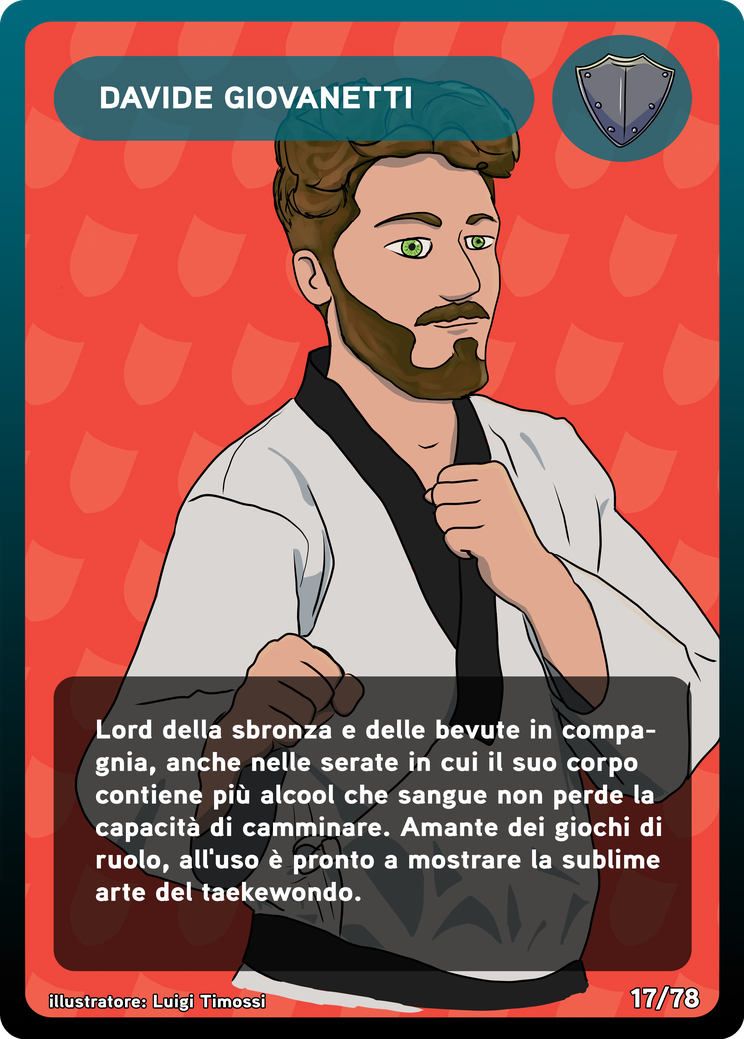 DAVIDE GIOVANETTI
Lord della sbronza e delle bevute in compa-
gnia, anche nelle serate in cui il suo corpo
contiene più alcool che sangue non perde la
capacità di camminare. Amante dei giochi di
ruolo, all'uso è pronto a mostrare la sublime
arte del taekewondo.
illustratore: Luigi Timossi
17/78